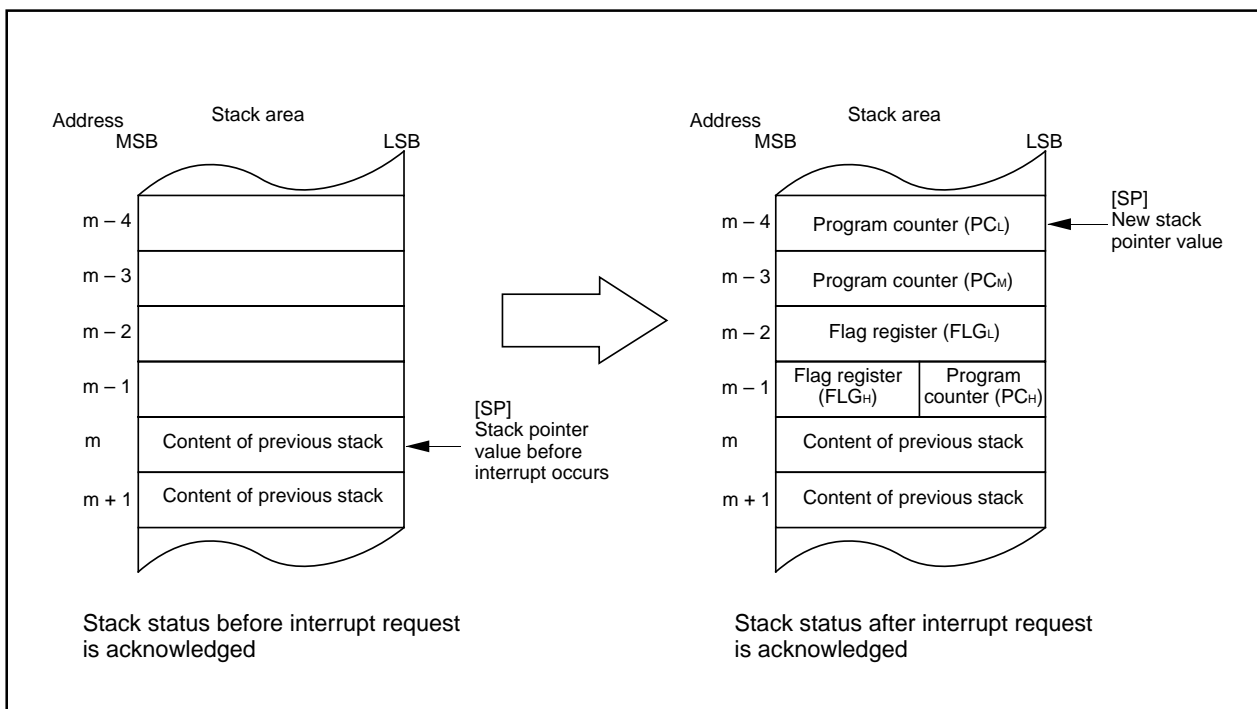 Address
MSB
Stack area
LSB
m – 4
m – 3
m – 2
m – 1
m
Content of previous stack
m + 1
Content of previous stack
[SP]
Stack pointer
value before
interrupt occurs
Stack status before interrupt request
is acknowledged
Address
MSB
Stack area
LSB
m – 4
Program counter (PCL)
[SP]
New stack
pointer value
m – 3
Program counter (PCM)
m – 2
Flag register (FLGL)
m – 1
Flag register
(FLGH)
Program
counter (PCH)
m
Content of previous stack
m + 1
Content of previous stack
Stack status after interrupt request
is acknowledged